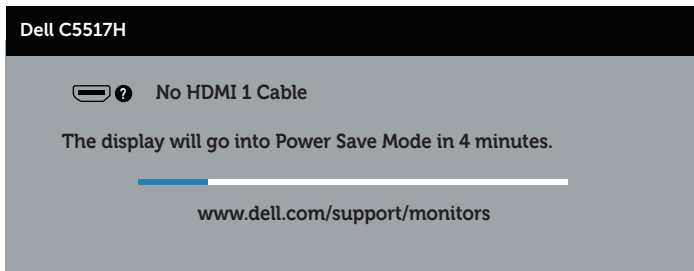 Dell C5517H
? No HDMI 1 Cable
The display will go into Power Save Mode in 4 minutes.
www.dell.com/support/monitors